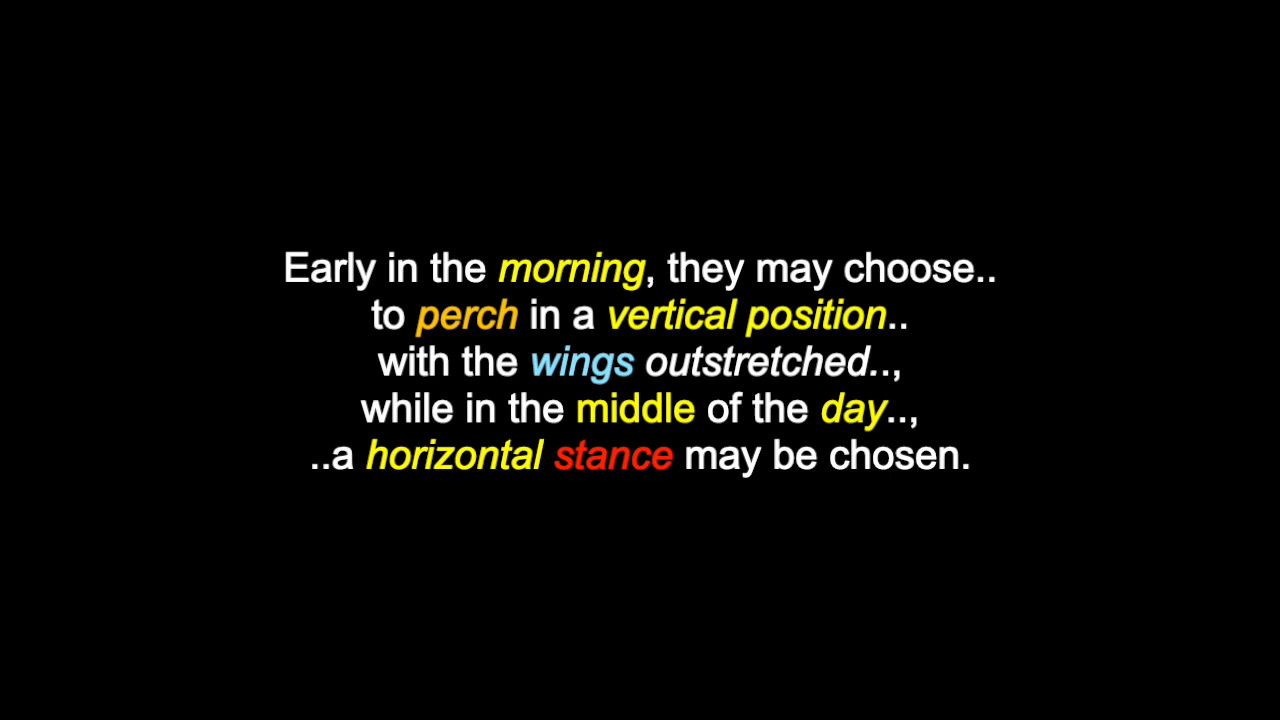 Early in the morning, they may choose..
to perch in a vertical position..
with the wings outstretched..,
while in the middle of the day..,
..a horizontal stance may be chosen.